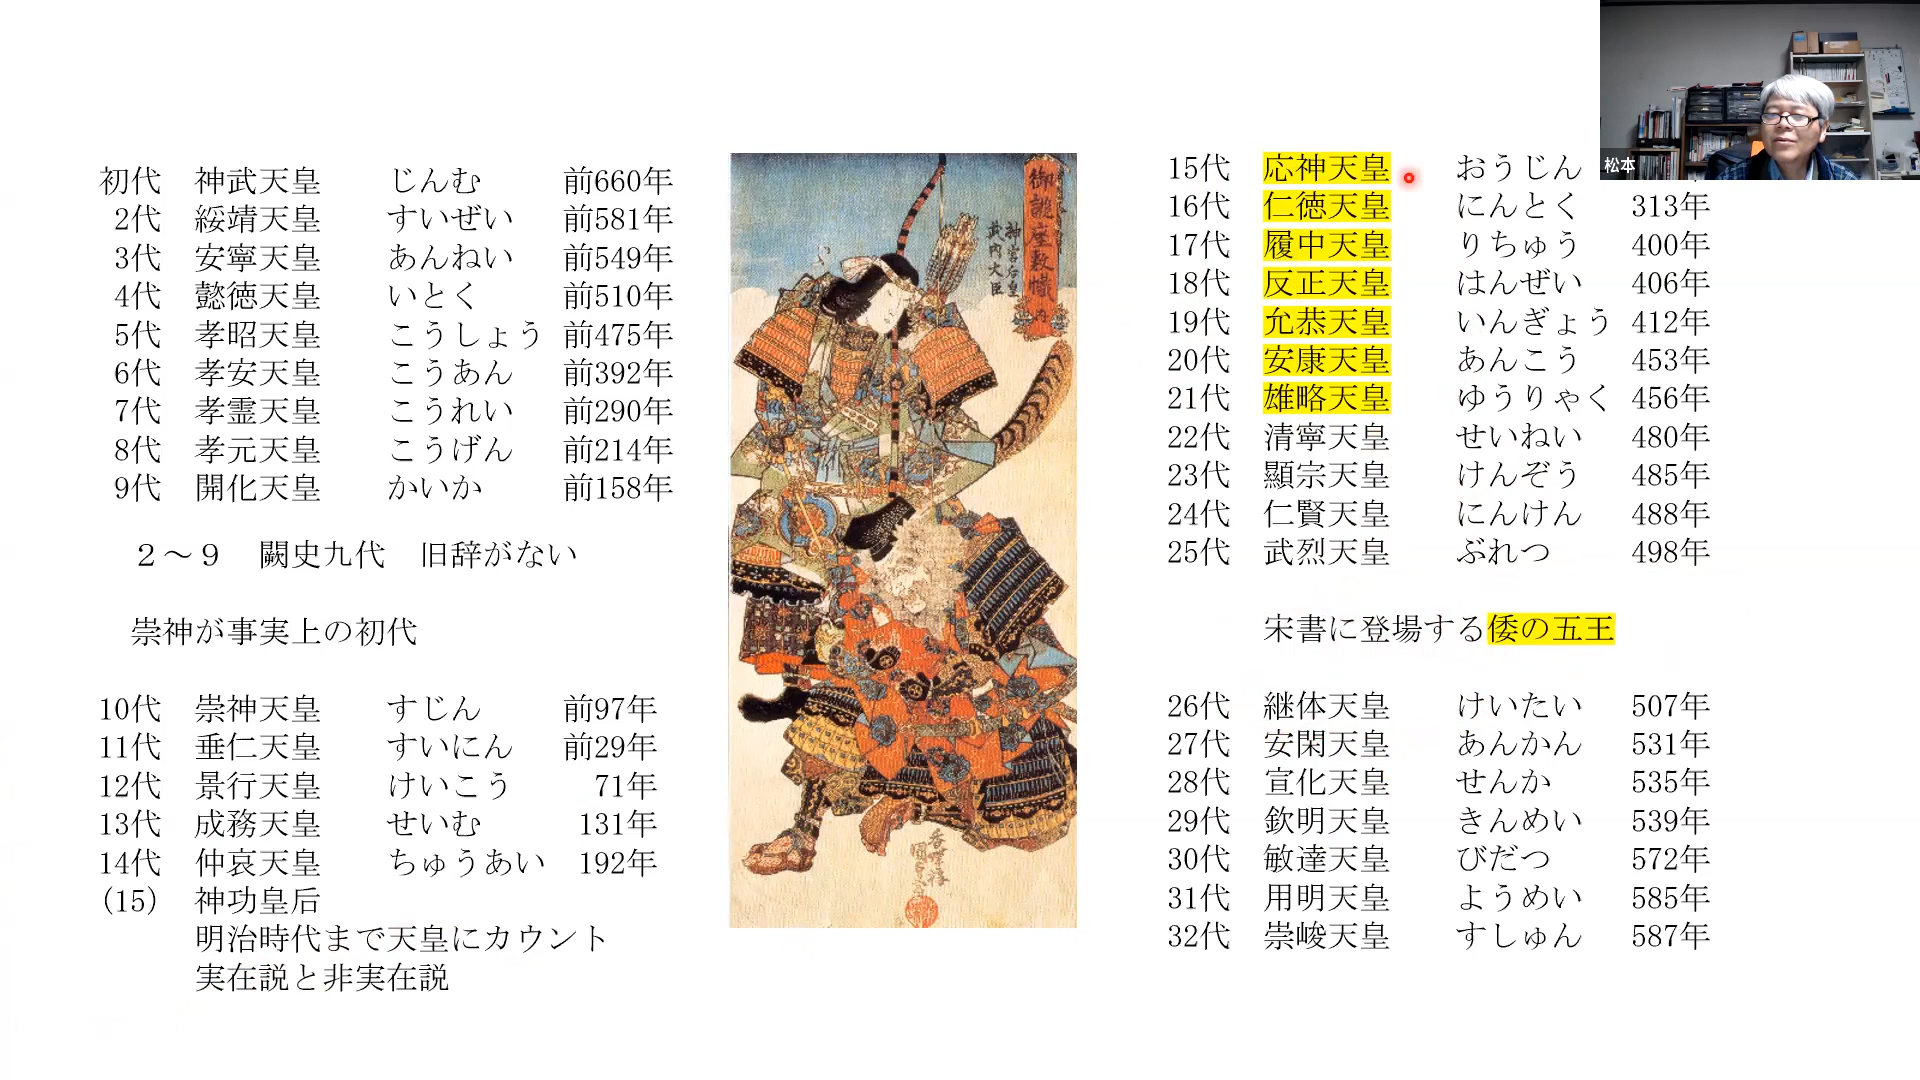 初代 神武天皇 じんむ 前660年
2代 綏靖天皇 すいぜい 前581年
3代 安寧天皇 あんねい 前549年
4代 懿徳天皇 いとく 前510年
5代 孝昭天皇 こうしょう 前475年
6代 孝安天皇 こうあん 前392年
7代 孝霊天皇 こうれい 前290年
8代 孝元天皇 こうげん 前214年
9代 開化天皇 かいか 前158年
２～９ 闕史九代 旧辞がない
崇神が事実上の初代
10代 崇神天皇 すじん 前97年
11代 垂仁天皇 すいにん 前29年
12代 景行天皇 けいこう 71年
13代 成務天皇 せいむ 131年
14代 仲哀天皇 ちゅうあい 192年
(15) 神功皇后
明治時代まで天皇にカウント
実在説と非実在説
神宮后皇
武内大臣
15代 応神天皇 おうじん
16代 仁徳天皇 にんとく 313年
17代 履中天皇 りちゅう 400年
18代 反正天皇 はんぜい 406年
19代 允恭天皇 いんぎょう 412年
20代 安康天皇 あんこう 453年
21代 雄略天皇 ゆうりゃく 456年
22代 清寧天皇 せいねい 480年
23代 顯宗天皇 けんぞう 485年
24代 仁賢天皇 にんけん 488年
25代 武烈天皇 ぶれつ 498年
宋書に登場する倭の五王
26代 継体天皇 けいたい 507年
27代 安閑天皇 あんかん 531年
28代 宣化天皇 せんか 535年
29代 欽明天皇 きんめい 539年
30代 敏達天皇 びだつ 572年
31代 用明天皇 ようめい 585年
32代 崇峻天皇 すしゅん 587年
松本